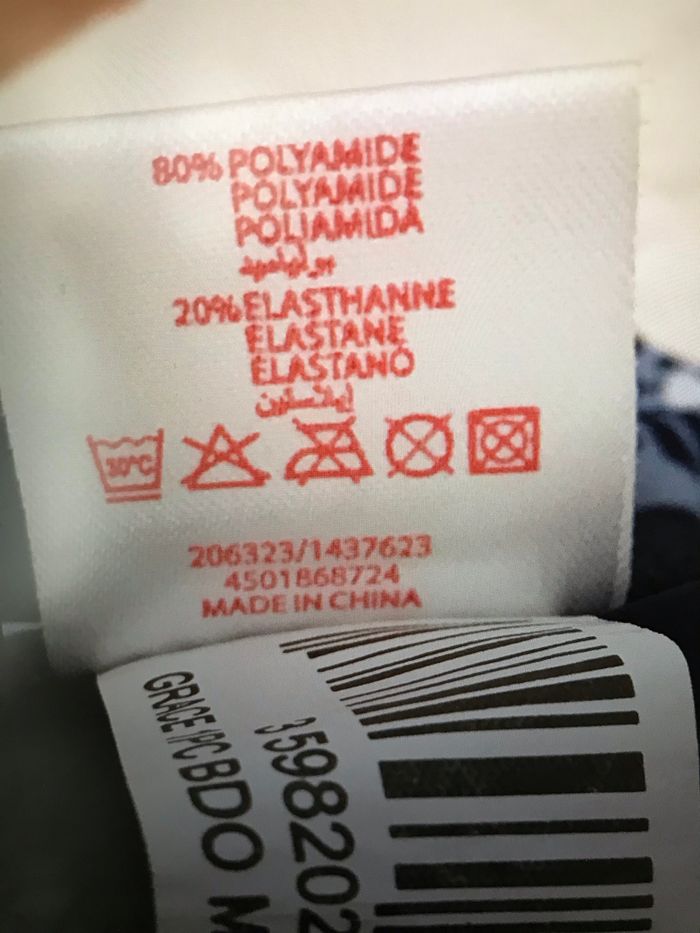 80% POLYAMIDE
POLYAMIDE
POLIAMIDA
بولياميد
20% ELASTHANNE
ELASTANE
ELASTANO
إيلاستين
30°C
206323/1437623
4501868724
MADE IN CHINA
GRACE 1PC BDO M
3598202